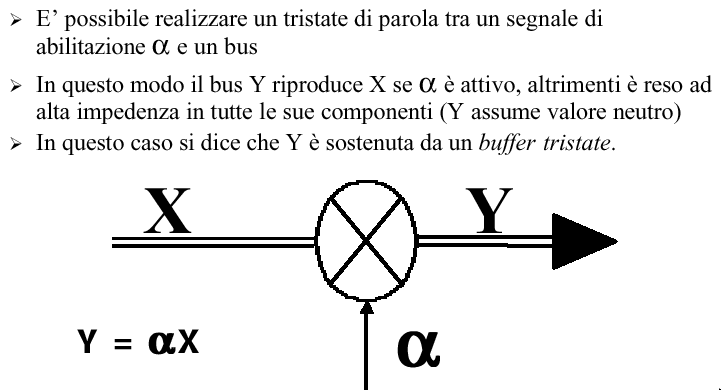 ➢ E’ possibile realizzare un tristate di parola tra un segnale di
abilitazione α e un bus
➢ In questo modo il bus Y riproduce X se α è attivo, altrimenti è reso ad
alta impedenza in tutte le sue componenti (Y assume valore neutro)
➢ In questo caso si dice che Y è sostenuta da un buffer tristate.
X Y
Y = αX
α